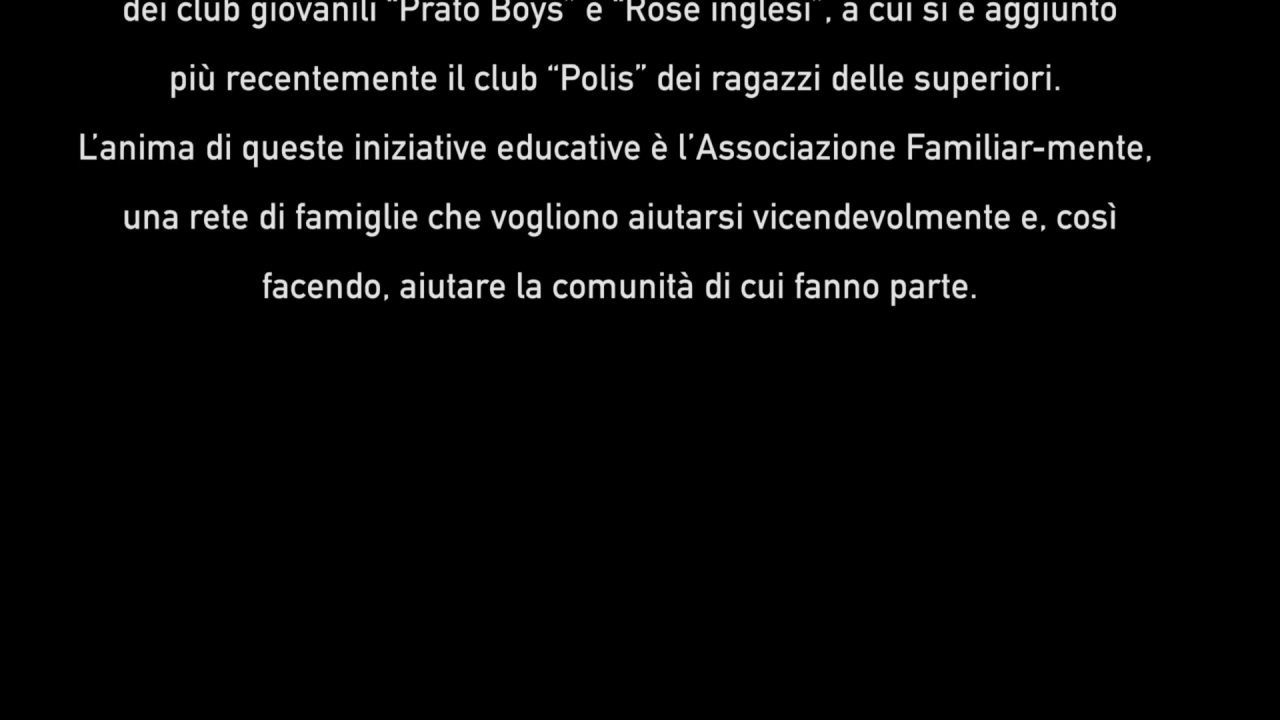 dei club giovanili “Prato Boys” e “Rose inglesi”, a cui si è aggiunto
più recentemente il club “Polis” dei ragazzi delle superiori.
L’anima di queste iniziative educative è l’Associazione Familiar-mente,
una rete di famiglie che vogliono aiutarsi vicendevolmente e, così
facendo, aiutare la comunità di cui fanno parte.